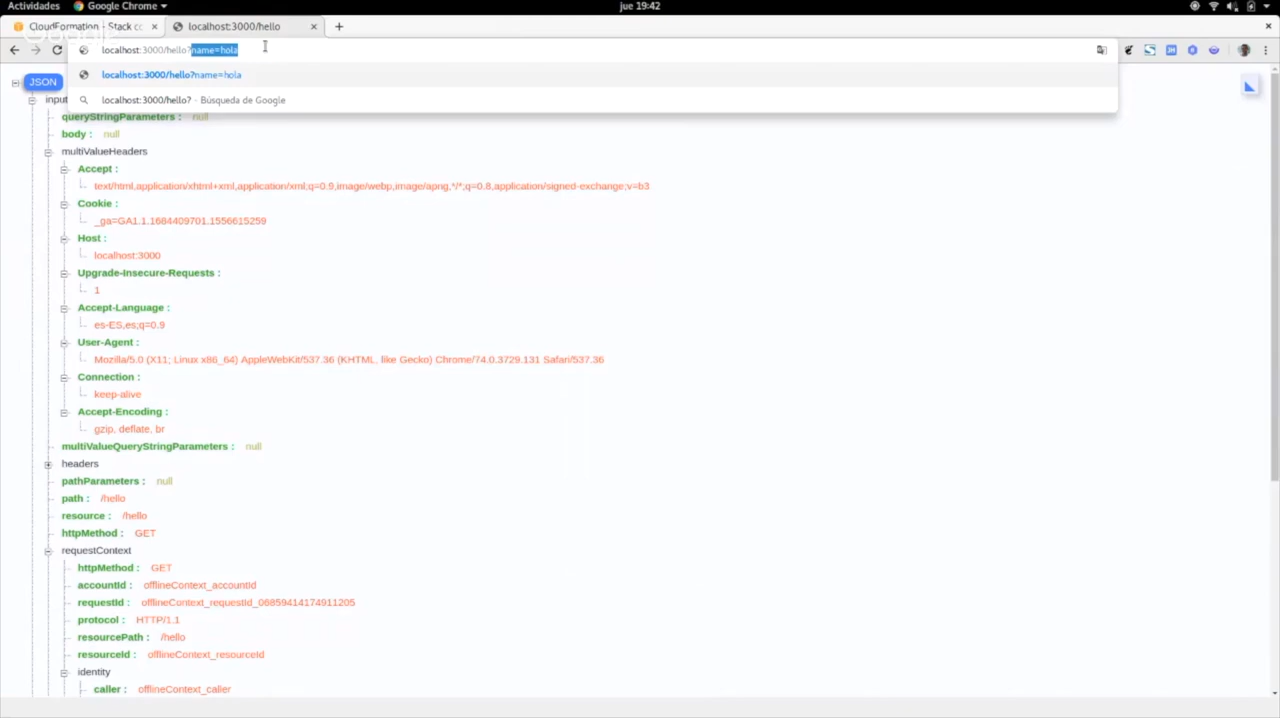 Actividades Google Chrome jue 19:42
CloudFormation - Stack cc × localhost:3000/hello × +
localhost:3000/hello?name=hola
localhost:3000/hello?name=hola
localhost:3000/hello? - Búsqueda de Google
JSON
input
queryStringParameters : null
body : null
multiValueHeaders
Accept :
text/html,application/xhtml+xml,application/xml;q=0.9,image/webp,image/apng,*/*;q=0.8,application/signed-exchange;v=b3
Cookie :
_ga=GA1.1.1684409701.1556615259
Host :
localhost:3000
Upgrade-Insecure-Requests :
1
Accept-Language :
es-ES,es;q=0.9
User-Agent :
Mozilla/5.0 (X11; Linux x86_64) AppleWebKit/537.36 (KHTML, like Gecko) Chrome/74.0.3729.131 Safari/537.36
Connection :
keep-alive
Accept-Encoding :
gzip, deflate, br
multiValueQueryStringParameters : null
headers
pathParameters : null
path : /hello
resource : /hello
httpMethod : GET
requestContext
httpMethod : GET
accountId : offlineContext_accountId
requestId : offlineContext_requestId_06859414174911205
protocol : HTTP/1.1
resourcePath : /hello
resourceId : offlineContext_resourceId
identity
caller : offlineContext_caller